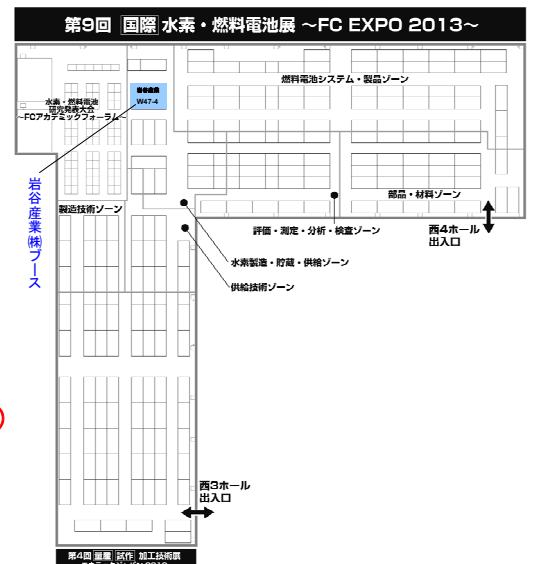 第9回 国際 水素・燃料電池展 ～FC EXPO 2013～
岩谷産業
W47-4
水素・燃料電池
研究発表大会
～FCアカデミックフォーラム～
燃料電池システム・製品ゾーン
岩谷産業㈱ブース
製造技術ゾーン
部品・材料ゾーン
評価・測定・分析・検査ゾーン
西4ホール
出入口
水素製造・貯蔵・供給ゾーン
供給技術ゾーン
西3ホール
出入口
第4回 量産 試作 加工技術展